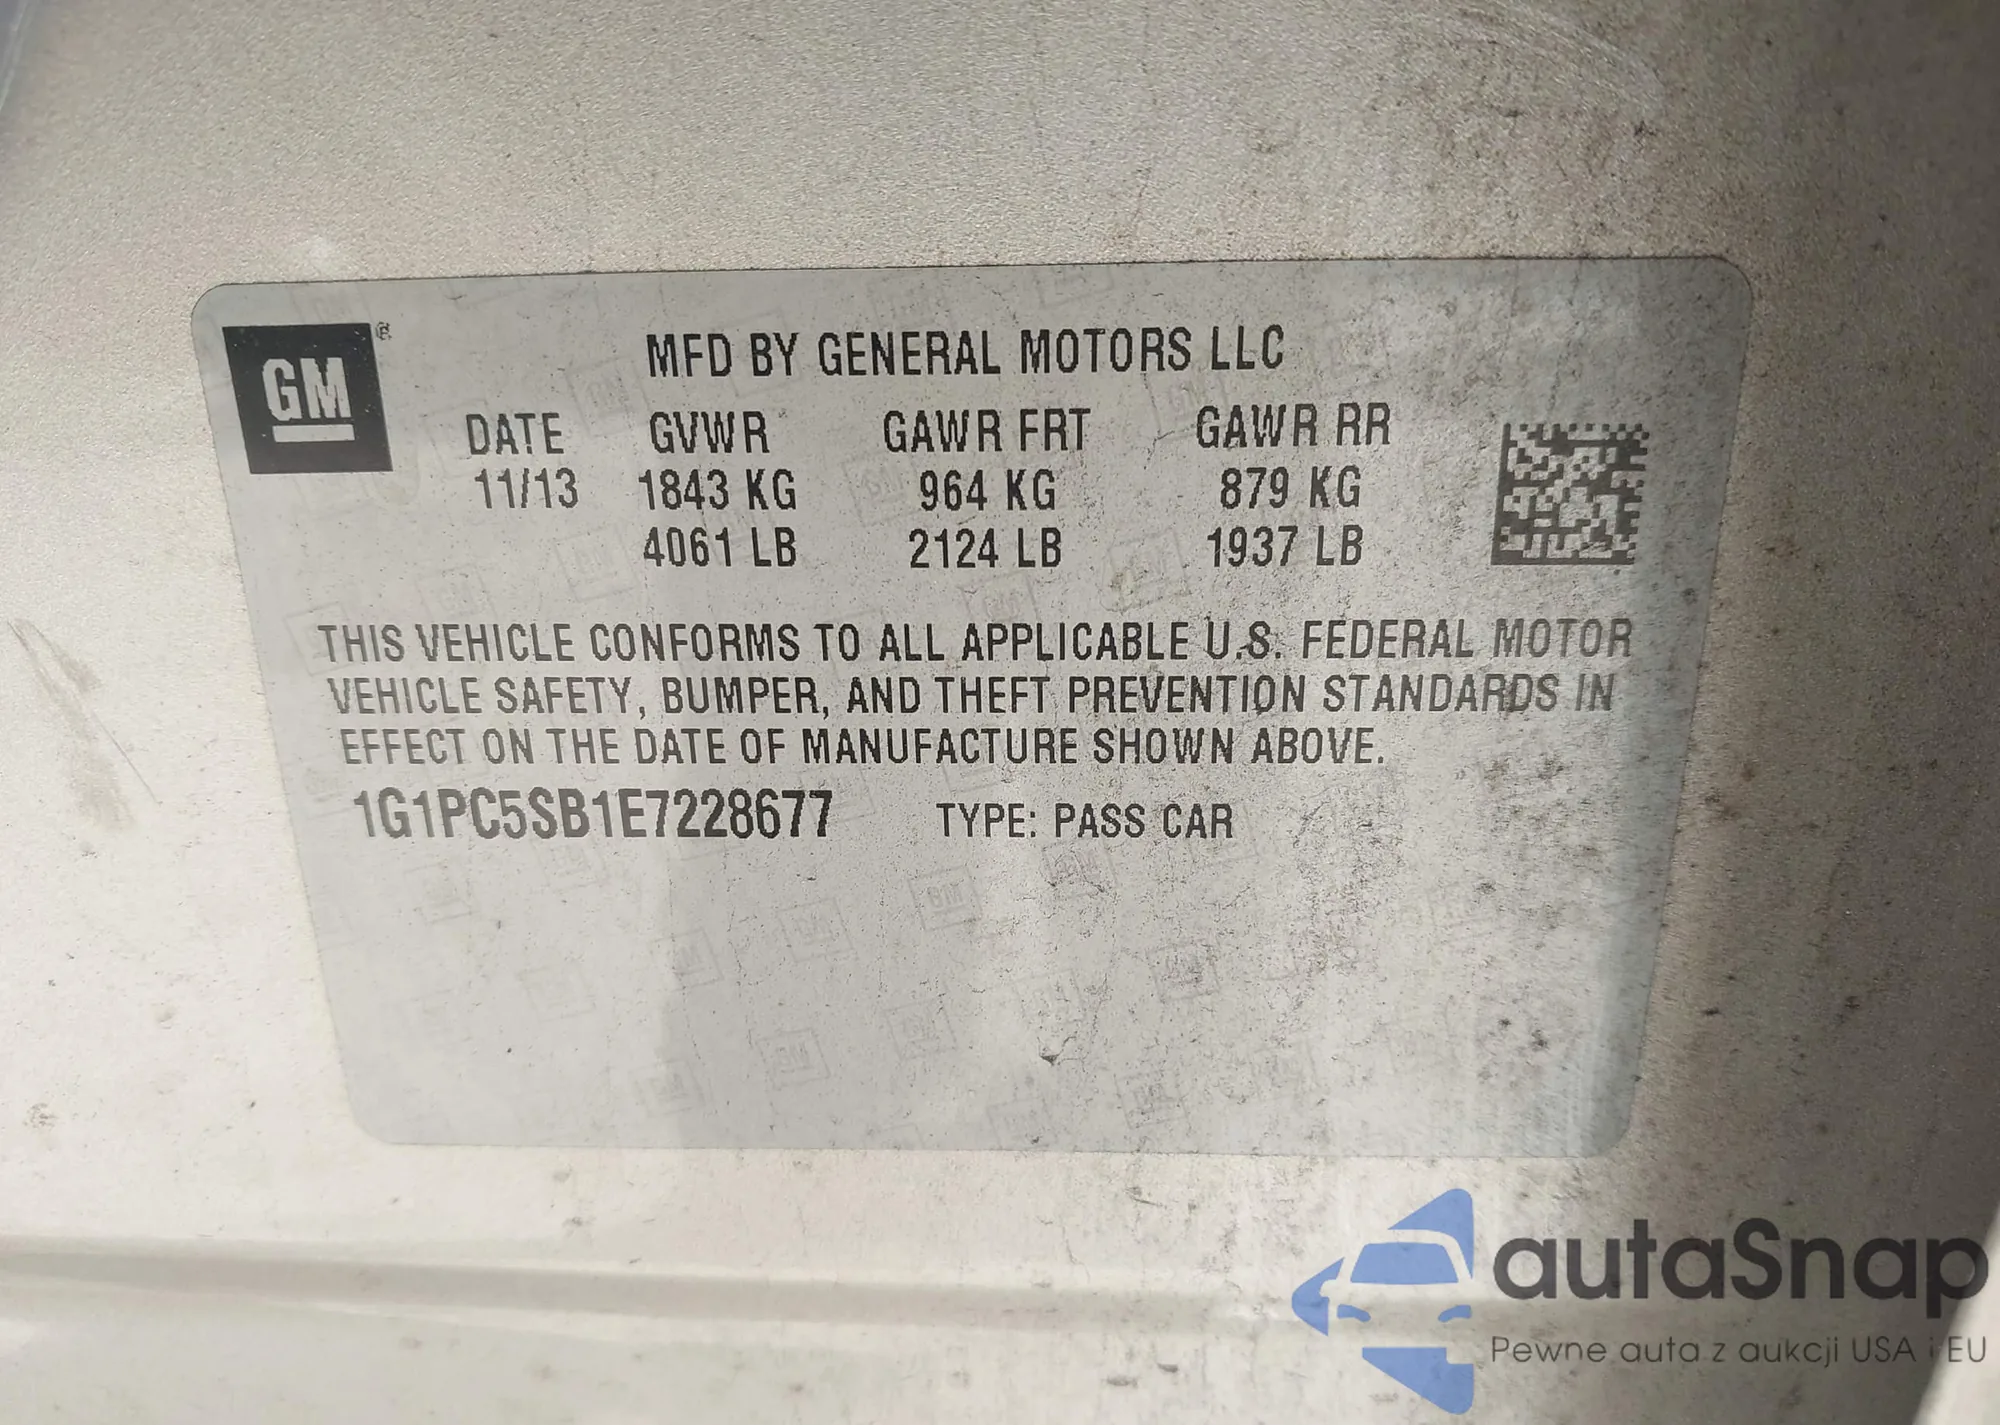 GM ®
MFD BY GENERAL MOTORS LLC
DATE GVWR GAWR FRT GAWR RR
11/13 1843 KG 964 KG 879 KG
4061 LB 2124 LB 1937 LB
THIS VEHICLE CONFORMS TO ALL APPLICABLE U.S. FEDERAL MOTOR
VEHICLE SAFETY, BUMPER, AND THEFT PREVENTION STANDARDS IN
EFFECT ON THE DATE OF MANUFACTURE SHOWN ABOVE.
1G1PC5SB1E7228677 TYPE: PASS CAR
autaSnap
Pewne auta z aukcji USA i EU